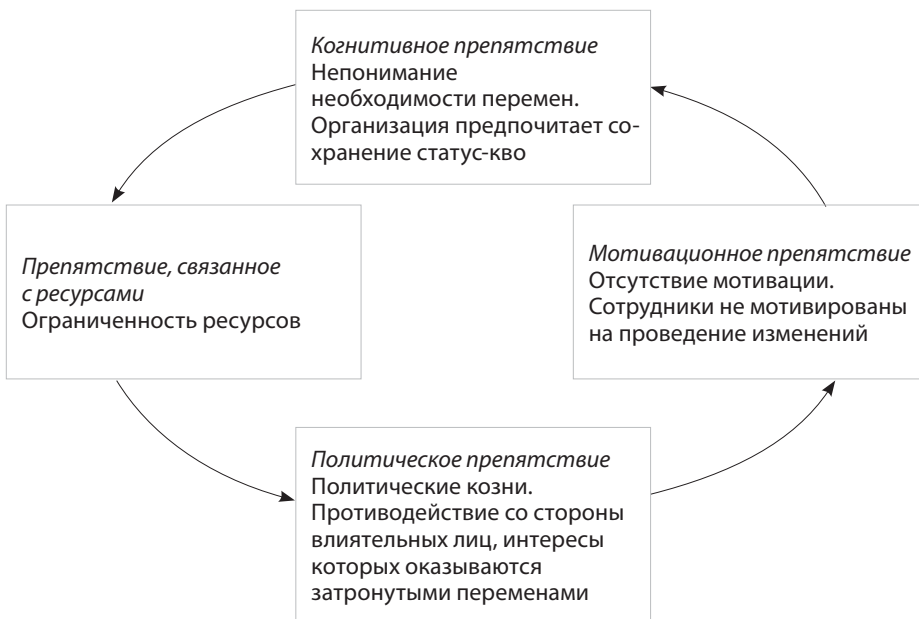 Когнитивное препятствие
Непонимание
необходимости перемен.
Организация предпочитает со-
хранение статус-кво
Препятствие, связанное
с ресурсами
Ограниченность ресурсов
Мотивационное препятствие
Отсутствие мотивации.
Сотрудники не мотивированы
на проведение изменений
Политическое препятствие
Политические козни.
Противодействие со стороны
влиятельных лиц, интересы
которых оказываются
затронутыми переменами